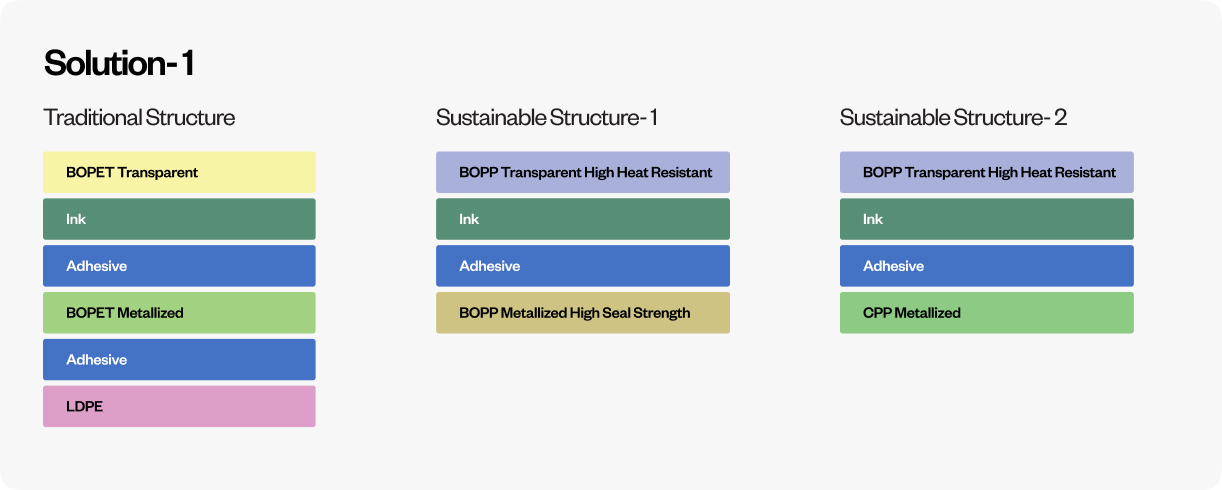 Solution- 1
Traditional Structure
BOPET Transparent
Ink
Adhesive
BOPET Metallized
Adhesive
LDPE
Sustainable Structure- 1
BOPP Transparent High Heat Resistant
Ink
Adhesive
BOPP Metallized High Seal Strength
Sustainable Structure- 2
BOPP Transparent High Heat Resistant
Ink
Adhesive
CPP Metallized